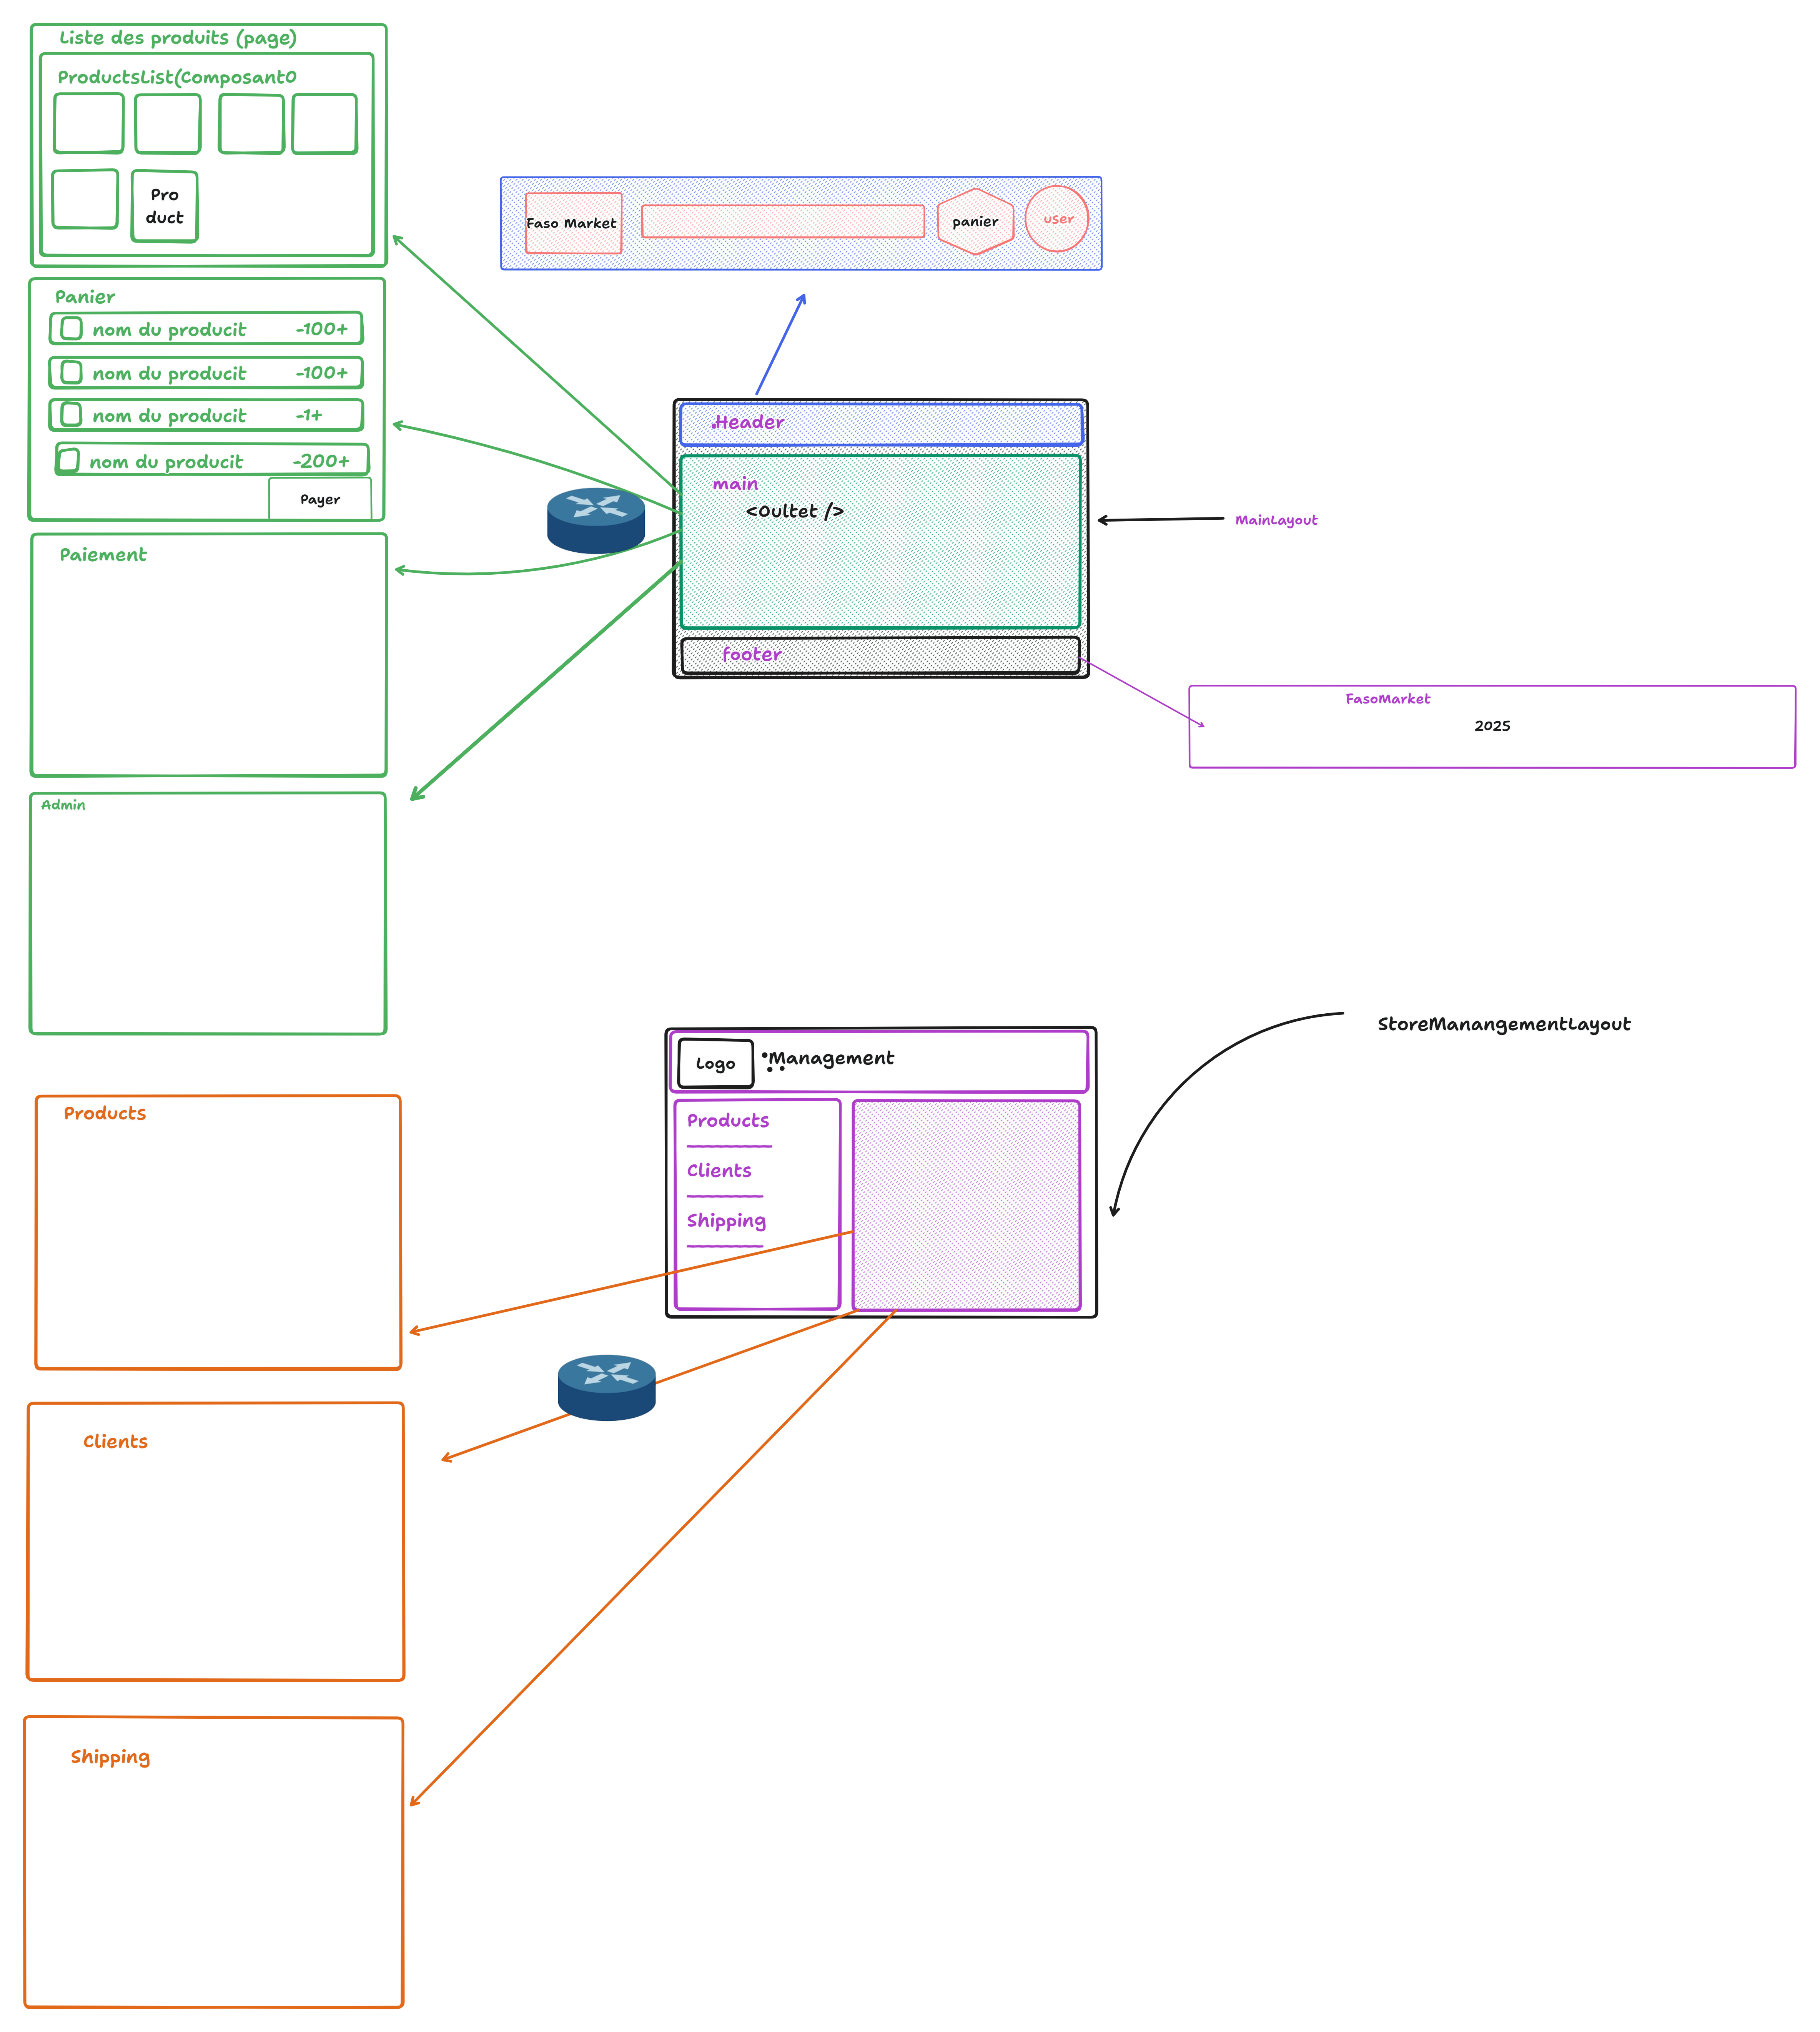 Liste des produits (page)
ProductsList(Composant0
Pro
duct
Panier
nom du producit -100+
nom du producit -100+
nom du producit -1+
nom du producit -200+
Payer
Paiement
Admin
Faso Market
panier
user
Header
main
<Oultet />
footer
MainLayout
FasoMarket
2025
StoreManangementLayout
Logo
Management
Products
Clients
Shipping
Products
Clients
Shipping